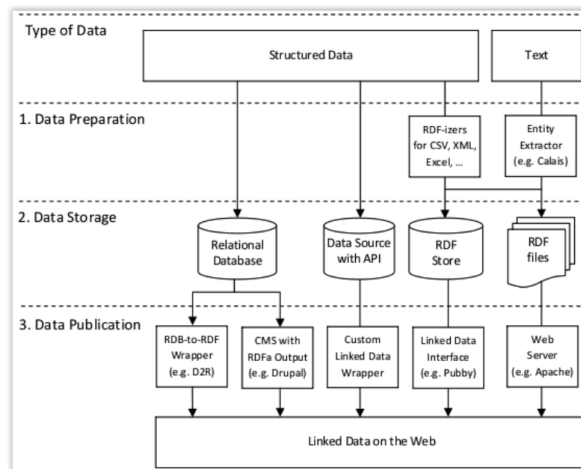 Type of Data
Structured Data
Text
1. Data Preparation
RDF-izers
for CSV, XML,
Excel, ...
Entity
Extractor
(e.g. Calais)
2. Data Storage
Relational
Database
Data Source
with API
RDF
Store
RDF
files
3. Data Publication
RDB-to-RDF
Wrapper
(e.g. D2R)
CMS with
RDFa Output
(e.g. Drupal)
Custom
Linked Data
Wrapper
Linked Data
Interface
(e.g. Pubby)
Web
Server
(e.g. Apache)
Linked Data on the Web